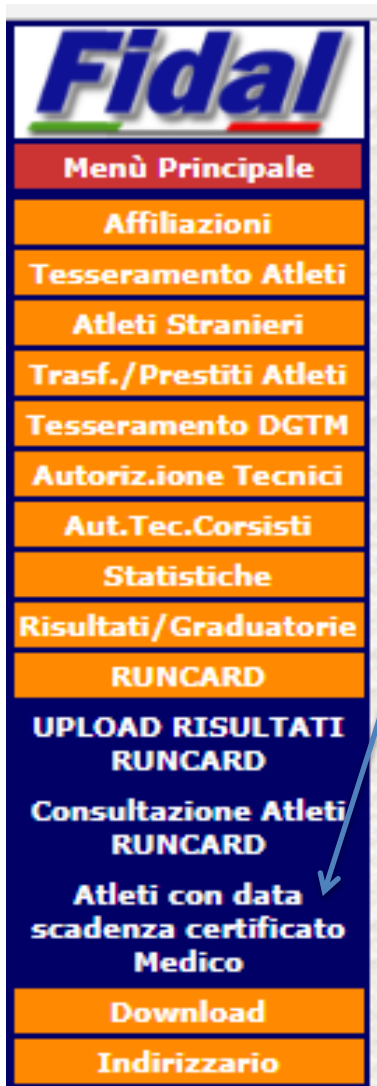 Fidal
Menù Principale
Affiliazioni
Tesseramento Atleti
Atleti Stranieri
Trasf./Prestiti Atleti
Tesseramento DGTM
Autoriz.ione Tecnici
Aut.Tec.Corsisti
Statistiche
Risultati/Graduatorie
RUNCARD
UPLOAD RISULTATI
RUNCARD
Consultazione Atleti
RUNCARD
Atleti con data
scadenza certificato
Medico
Download
Indirizzario